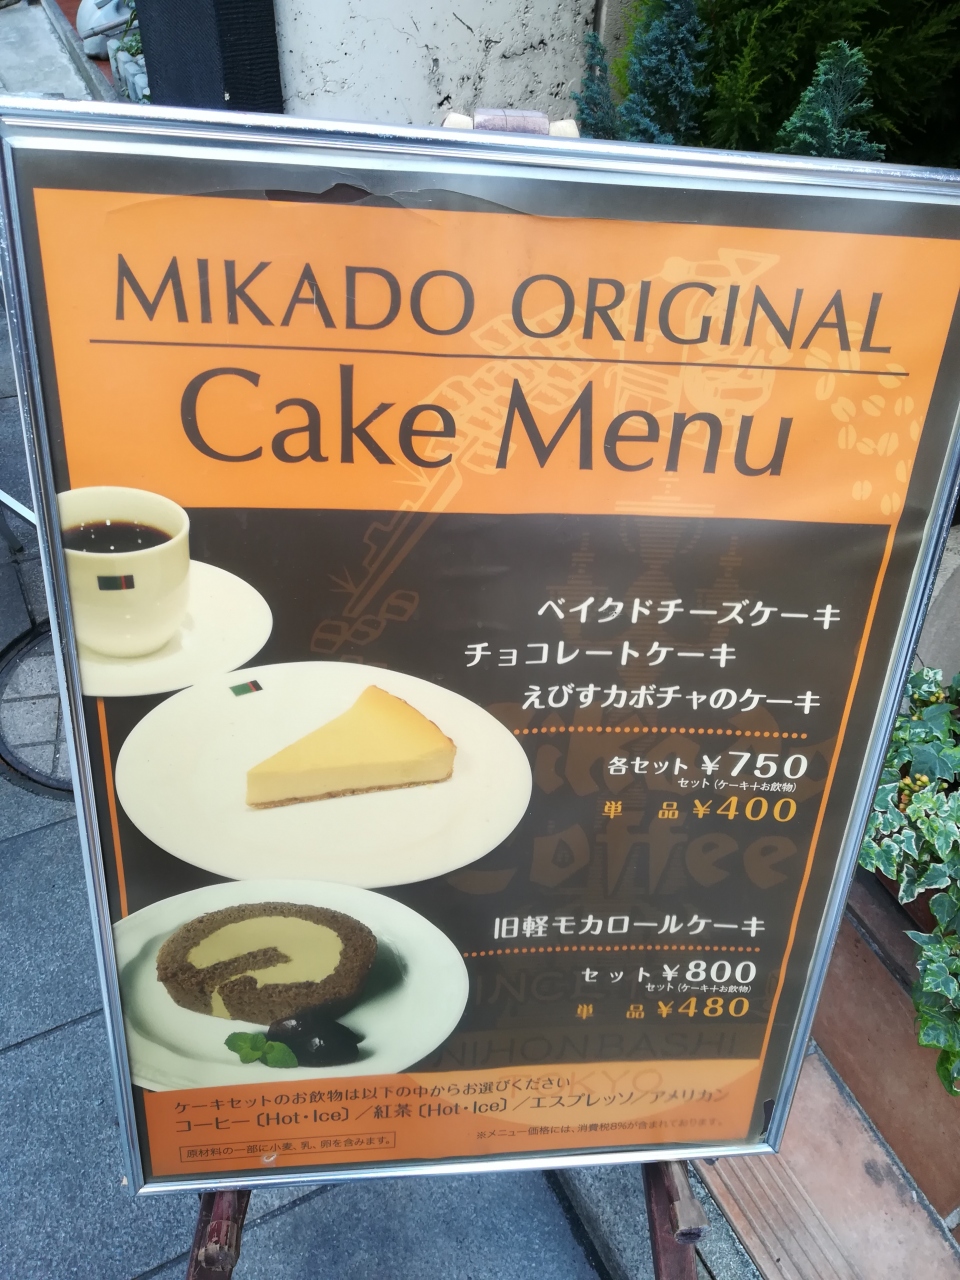 MIKADO ORIGINAL
Cake Menu
ベイクドチーズケーキ
チョコレートケーキ
えびすカボチャのケーキ
各セット ¥750
セット(ケーキ+お飲物)
単 品 ¥400
Coffee
旧軽モカロールケーキ
セット ¥800
セット(ケーキ+お飲物)
単 品 ¥480
NIHONBASHI
TOKYO
ケーキセットのお飲物は以下の中からお選びください
コーヒー〔Hot・Ice〕／紅茶〔Hot・Ice〕／エスプレッソ／アメリカン
※メニュー価格には、消費税8%が含まれております。
原材料の一部に小麦、乳、卵を含みます。